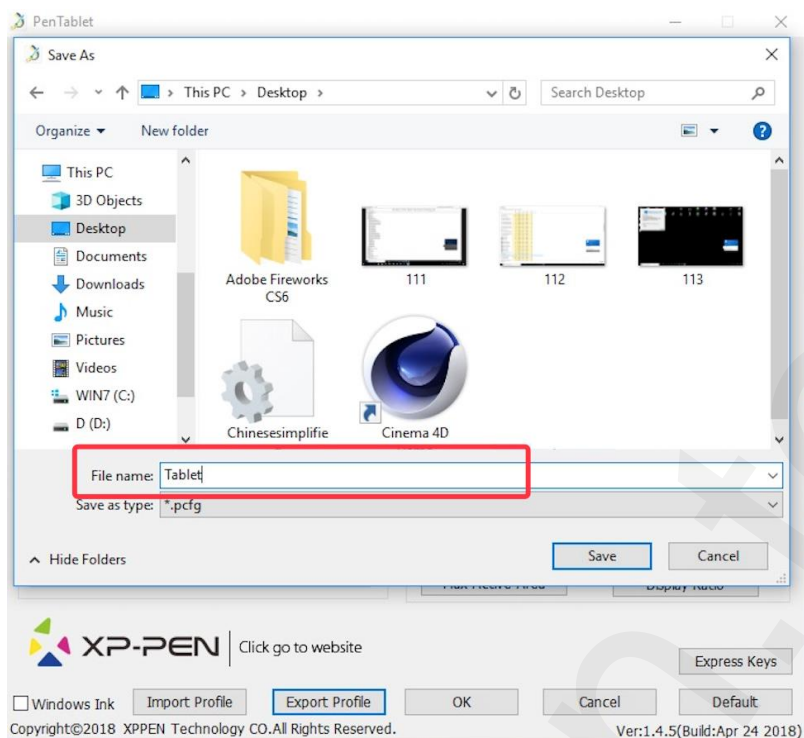 PenTablet
Save As
This PC > Desktop >
Search Desktop
Organize
New folder
This PC
3D Objects
Desktop
Documents
Downloads
Music
Pictures
Videos
WIN7 (C:)
D (D:)
Adobe Fireworks
CS6
111
112
113
Chinesesimplifie
Cinema 4D
File name: Tablet
Save as type: *.pcfg
Hide Folders
Save
Cancel
XP-PEN
Click go to website
Express Keys
Windows Ink
Import Profile
Export Profile
OK
Cancel
Default
Copyright©2018 XPPEN Technology CO.All Rights Reserved.
Ver:1.4.5(Build:Apr 24 2018)